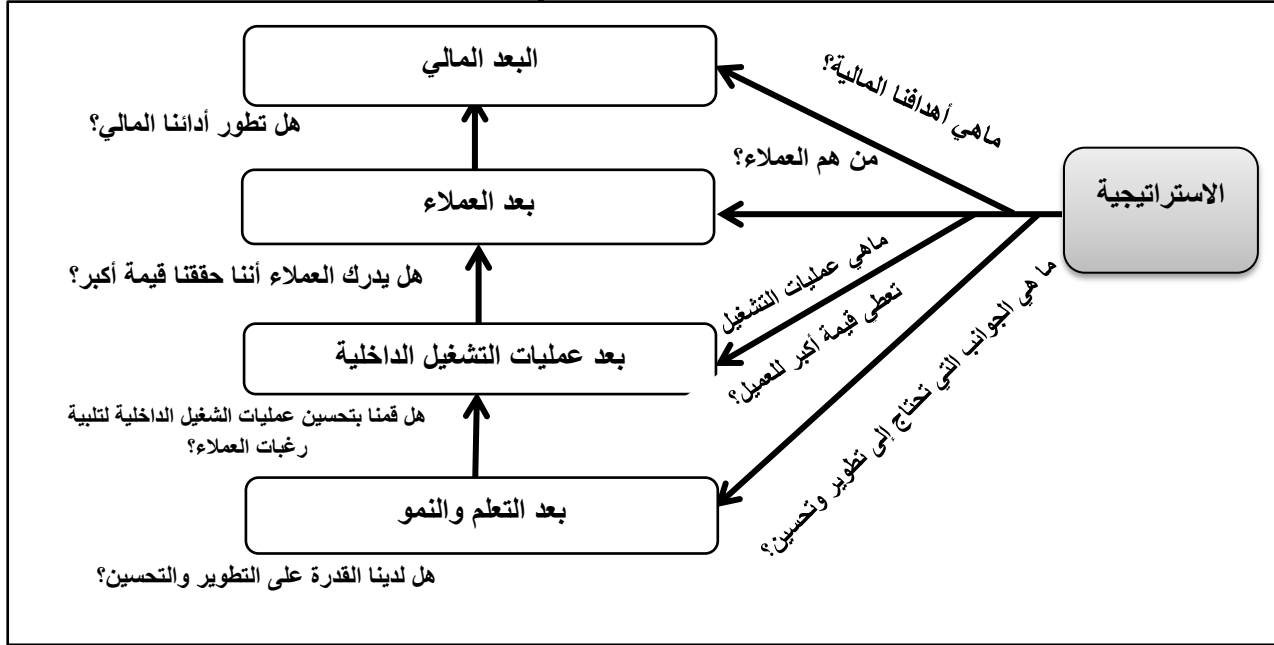 البعد المالي
ماهي أهدافنا المالية؟
هل تطور أدائنا المالي؟
من هم العملاء؟
الاستراتيجية
بعد العملاء
هل يدرك العملاء أننا حققنا قيمة أكبر؟
ماهي عمليات التشغيل
تعطي قيمة أكبر للعميل؟
ما هي الجوانب التي تحتاج إلى تطوير وتحسين؟
بعد عمليات التشغيل الداخلية
هل قمنا بتحسين عمليات الشغيل الداخلية لتلبية
رغبات العملاء؟
بعد التعلم والنمو
هل لدينا القدرة على التطوير والتحسين؟